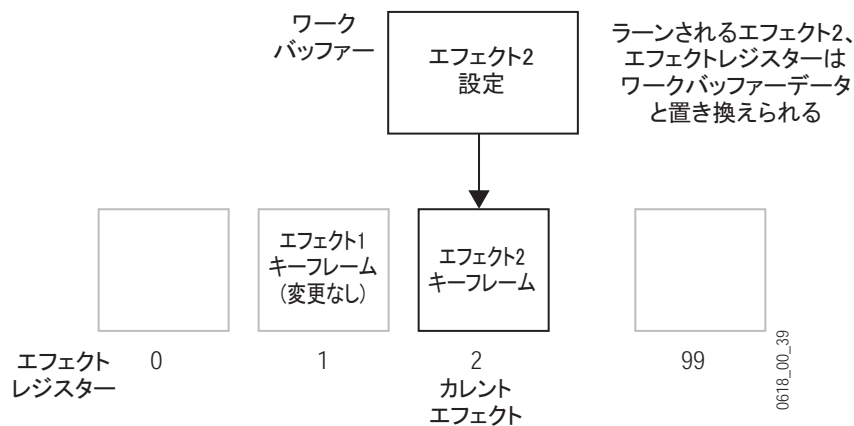 ワーク
バッファー
エフェクト2
設定
ラーンされるエフェクト2、
エフェクトレジスターは
ワークバッファーデータ
と置き換えられる
エフェクト1
キーフレーム
(変更なし)
エフェクト2
キーフレーム
エフェクト
レジスター
0
1
2
99
カレント
エフェクト
0618_00_39